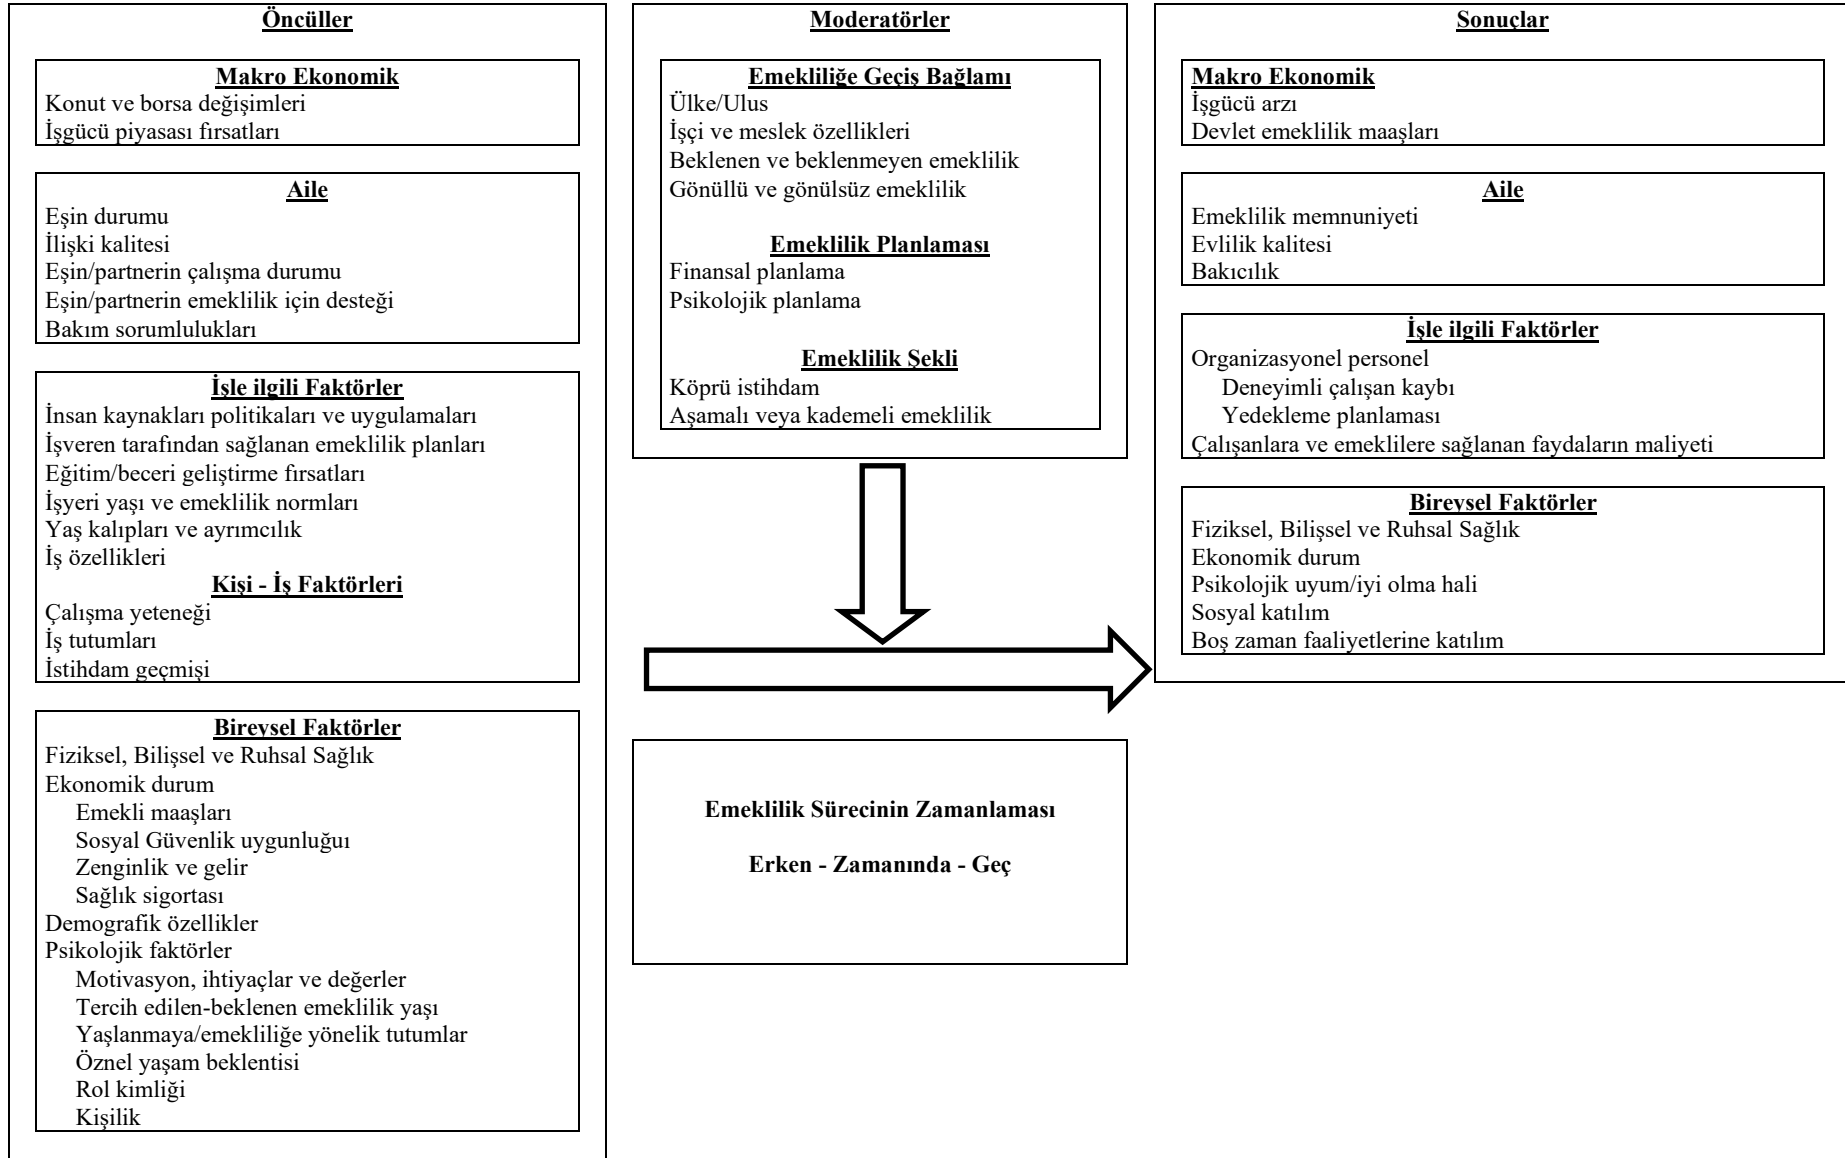 Öncüller
Makro Ekonomik
Konut ve borsa değişimleri
İşgücü piyasası fırsatları
Aile
Eşin durumu
İlişki kalitesi
Eşin/partnerin çalışma durumu
Eşin/partnerin emeklilik için desteği
Bakım sorumlulukları
İşle ilgili Faktörler
İnsan kaynakları politikaları ve uygulamaları
İşveren tarafından sağlanan emeklilik planları
Eğitim/beceri geliştirme fırsatları
İşyeri yaşı ve emeklilik normları
Yaş kalıpları ve ayrımcılık
İş özellikleri
Kişi - İş Faktörleri
Çalışma yeteneği
İş tutumları
İstihdam geçmişi
Bireysel Faktörler
Fiziksel, Bilişsel ve Ruhsal Sağlık
Ekonomik durum
Emekli maaşları
Sosyal Güvenlik uygunluğuı
Zenginlik ve gelir
Sağlık sigortası
Demografik özellikler
Psikolojik faktörler
Motivasyon, ihtiyaçlar ve değerler
Tercih edilen-beklenen emeklilik yaşı
Yaşlanmaya/emekliliğe yönelik tutumlar
Öznel yaşam beklentisi
Rol kimliği
Kişilik
Moderatörler
Emekliliğe Geçiş Bağlamı
Ülke/Ulus
İşçi ve meslek özellikleri
Beklenen ve beklenmeyen emeklilik
Gönüllü ve gönülsüz emeklilik
Emeklilik Planlaması
Finansal planlama
Psikolojik planlama
Emeklilik Şekli
Köprü istihdam
Aşamalı veya kademeli emeklilik
Emeklilik Sürecinin Zamanlaması
Erken - Zamanında - Geç
Sonuçlar
Makro Ekonomik
İşgücü arzı
Devlet emeklilik maaşları
Aile
Emeklilik memnuniyeti
Evlilik kalitesi
Bakıcılık
İşle ilgili Faktörler
Organizasyonel personel
Deneyimli çalışan kaybı
Yedekleme planlaması
Çalışanlara ve emeklilere sağlanan faydaların maliyeti
Bireysel Faktörler
Fiziksel, Bilişsel ve Ruhsal Sağlık
Ekonomik durum
Psikolojik uyum/iyi olma hali
Sosyal katılım
Boş zaman faaliyetlerine katılım